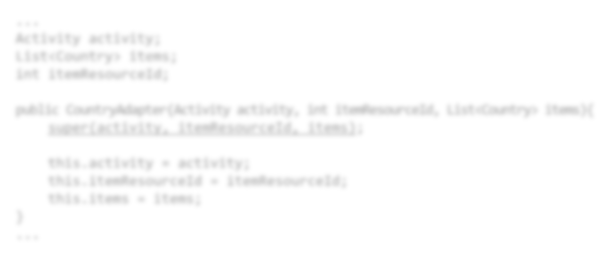 ...
Activity activity;
List<Country> items;
int itemResourceId;
public CountryAdapter(Activity activity, int itemResourceId, List<Country> items){
super(activity, itemResourceId, items);
this.activity = activity;
this.itemResourceId = itemResourceId;
this.items = items;
}
...